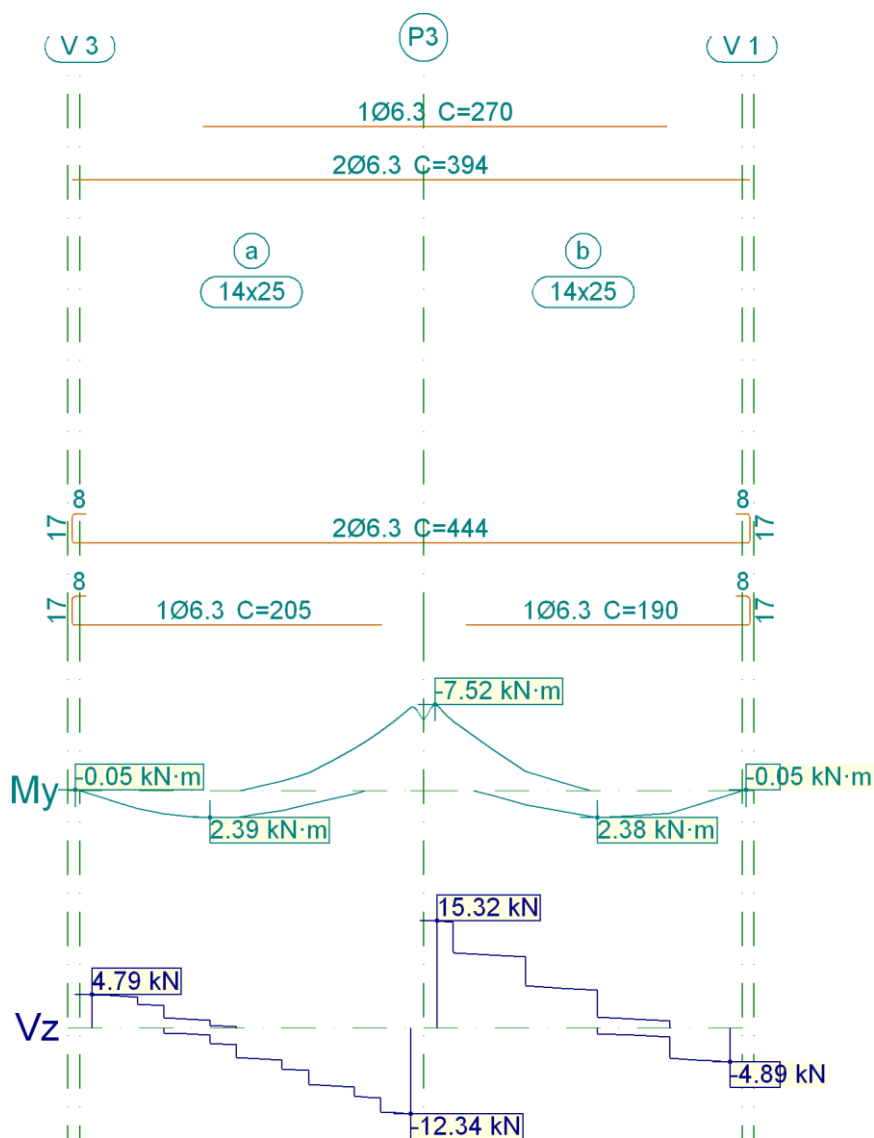 V 3 P3 V 1
1Ø6.3 C=270
2Ø6.3 C=394
a b
14x25 14x25
8 8
17 2Ø6.3 C=444 17
8 8
17 1Ø6.3 C=205 1Ø6.3 C=190 17
-7.52 kN·m
-0.05 kN·m -0.05 kN·m
My
2.39 kN·m 2.38 kN·m
15.32 kN
4.79 kN
Vz
-4.89 kN
-12.34 kN